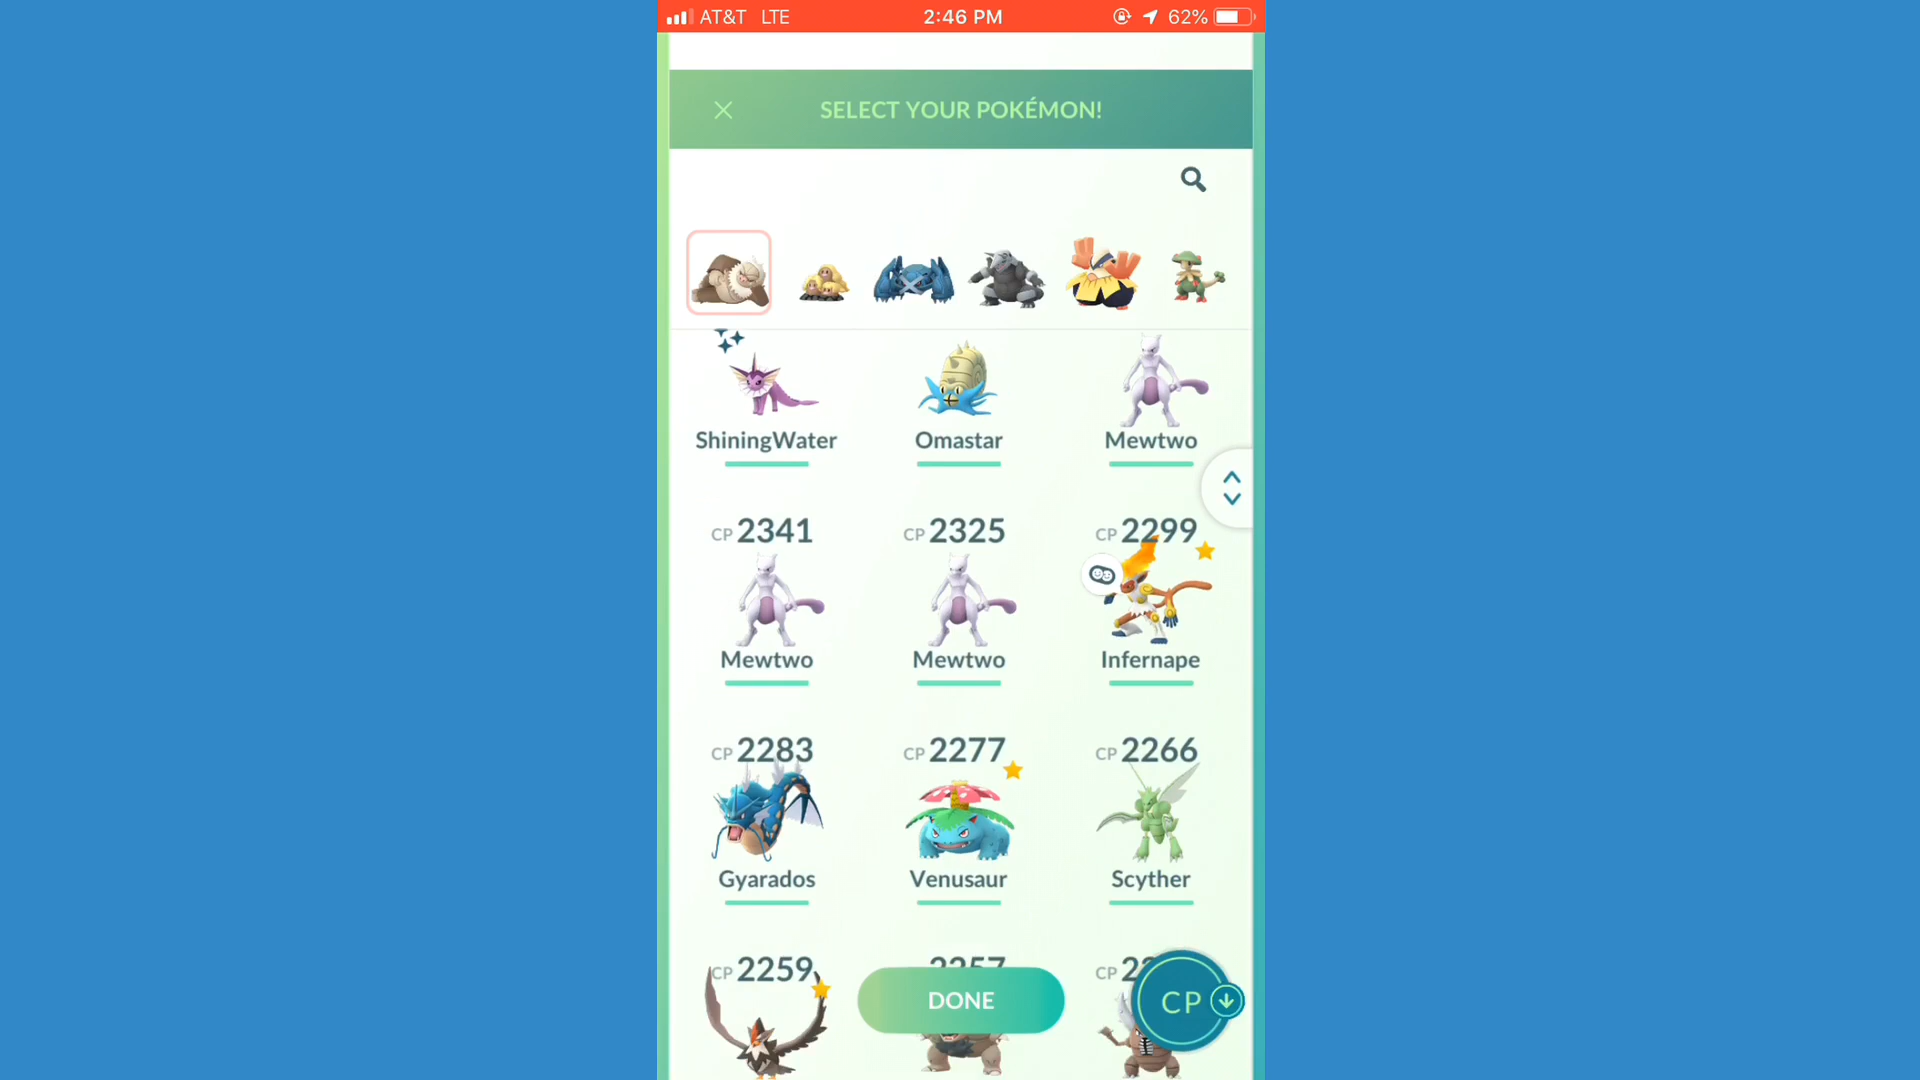 AT&T LTE 2:46 PM 62%
SELECT YOUR POKÉMON!
ShiningWater Omastar Mewtwo
CP 2341 CP 2325 CP 2299
Mewtwo Mewtwo Infernape
CP 2283 CP 2277 CP 2266
Gyarados Venusaur Scyther
CP 2259 2257 CP
DONE
CP